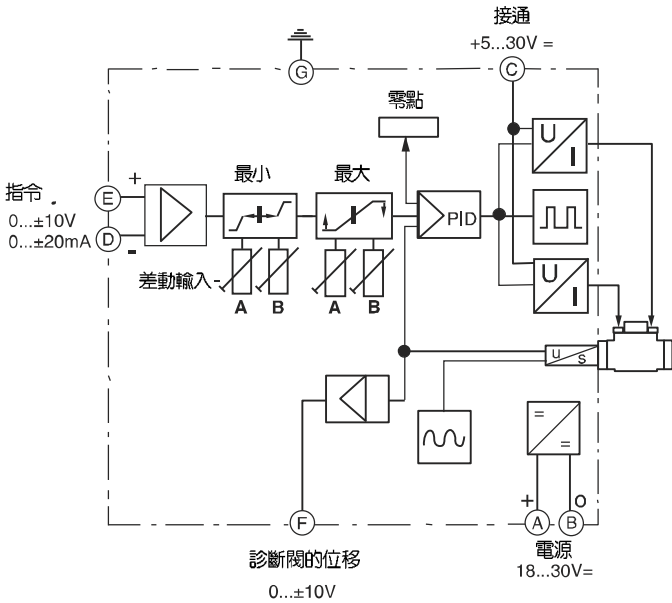 接通
+5...30V =
G
C
零點
U
I
最小
最大
指令.
+
E
0...±10V
D
0...±20mA
-
PID
差動輸入-
A
B
A
B
U
I
u
s
=
=
+
O
F
A
B
診斷閥的位移
0...±10V
電源
18...30V=